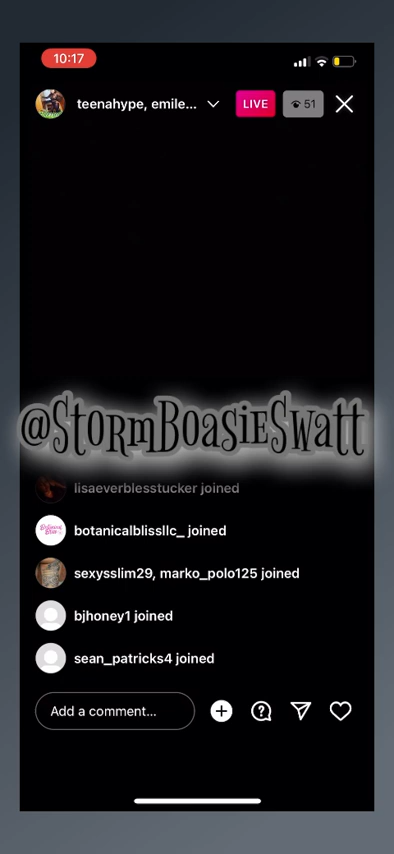 10:17
teenahype, emile...
LIVE
51
@StormBoasieSwatt
lisaeverblesstucker joined
botanicalblissllc_ joined
sexysslim29, marko_polo125 joined
bjhoney1 joined
sean_patricks4 joined
Add a comment...